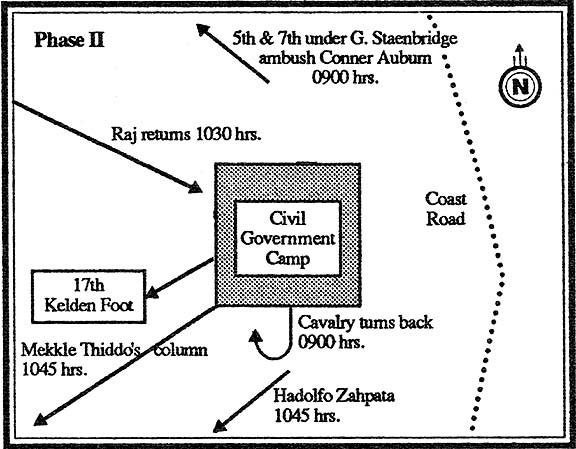 Phase II
5th & 7th under G. Staenbridge
ambush Conner Auburn
0900 hrs.
N
Raj returns 1030 hrs.
Coast
Road
Civil
Government
Camp
17th
Kelden Foot
Cavalry turns back
0900 hrs.
Mekkle Thiddo's column
1045 hrs.
Hadolfo Zahpata
1045 hrs.